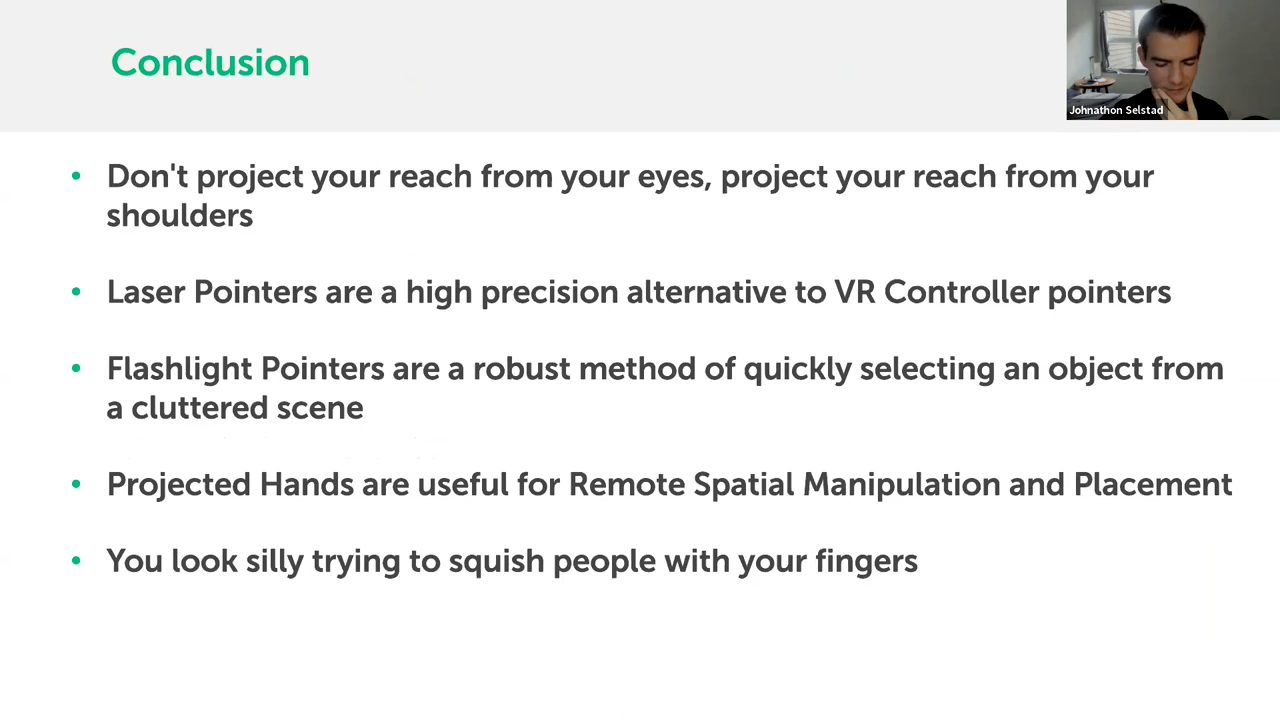 Conclusion
Johnathon Selstad
• Don't project your reach from your eyes, project your reach from your
shoulders
• Laser Pointers are a high precision alternative to VR Controller pointers
• Flashlight Pointers are a robust method of quickly selecting an object from
a cluttered scene
• Projected Hands are useful for Remote Spatial Manipulation and Placement
• You look silly trying to squish people with your fingers